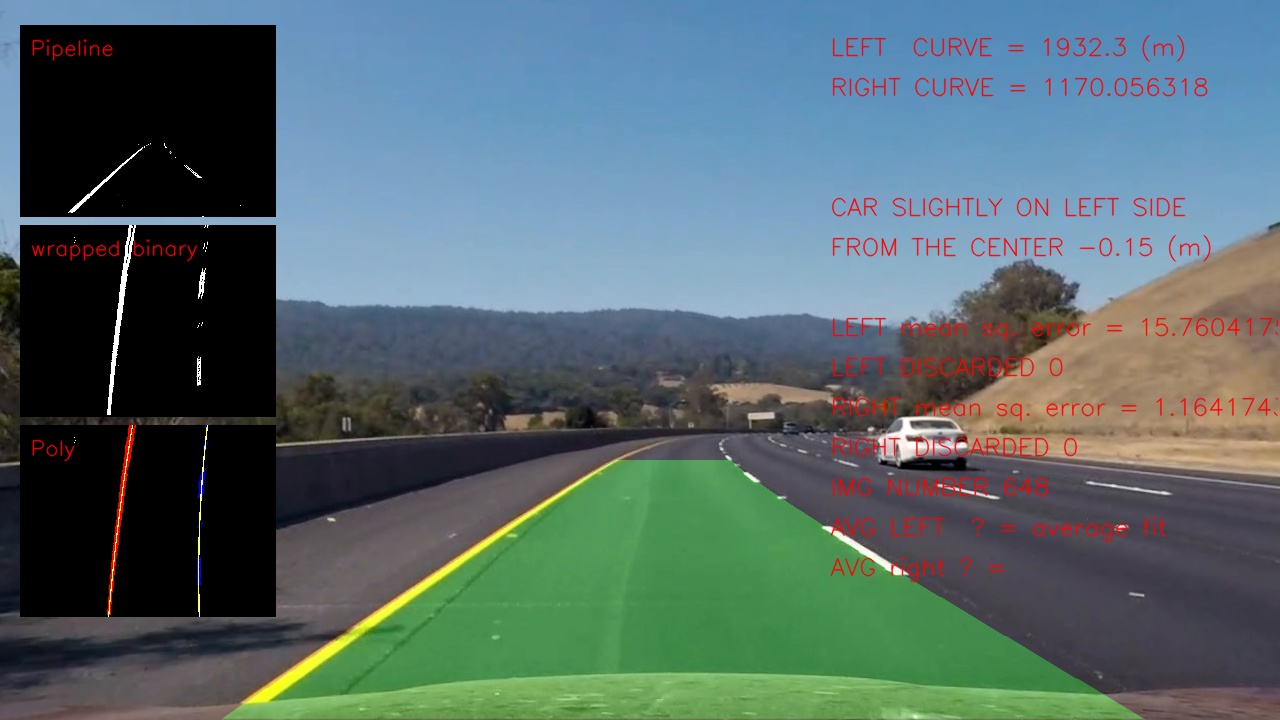 Pipeline
wrapped binary
Poly
LEFT CURVE = 1932.3 (m)
RIGHT CURVE = 1170.056318
CAR SLIGHTLY ON LEFT SIDE
FROM THE CENTER -0.15 (m)
LEFT mean sq. error = 15.760417
LEFT DISCARDED 0
RIGHT mean sq. error = 1.164174
RIGHT DISCARDED 0
IMG NUMBER 648
AVG LEFT ? = average fit
AVG right ? =